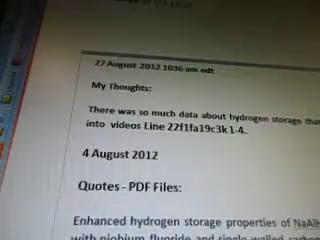 27 August 2012 1036 am edt
My Thoughts:
There was so much data about hydrogen storage that
into videos Line 22f1fa19c3k 1-4.
4 August 2012
Quotes - PDF Files:
Enhanced hydrogen storage properties of NaAlH
with niobium fluoride and single-walled carbon